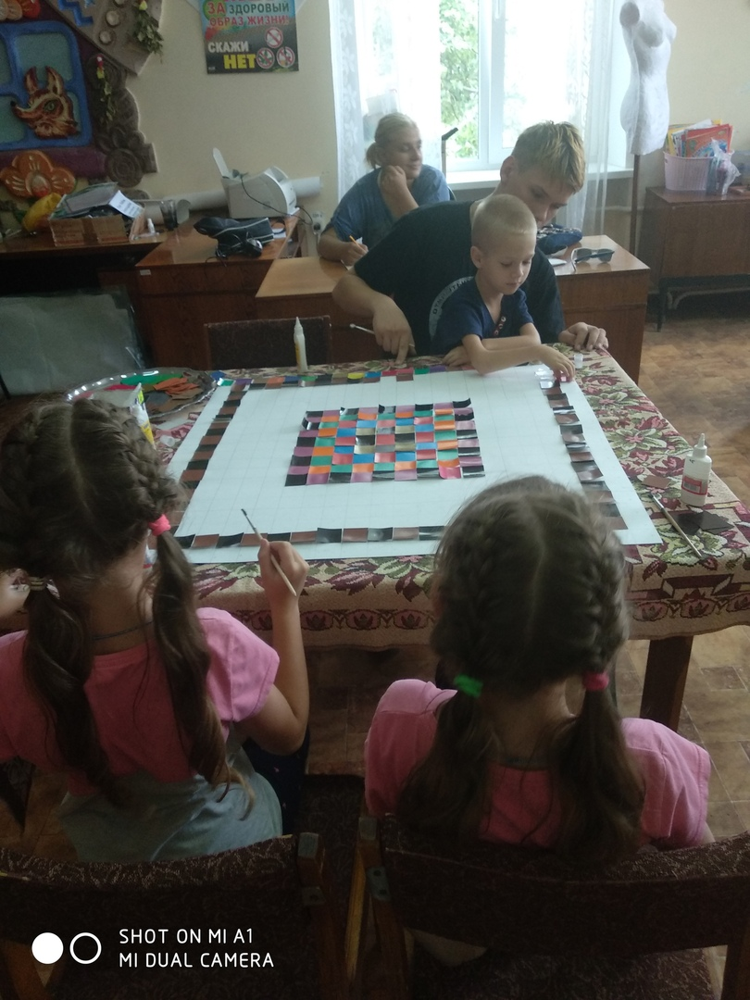 ЗА ЗДОРОВЫЙ
ОБРАЗ ЖИЗНИ
СКАЖИ
НЕТ
SHOT ON MI A1
MI DUAL CAMERA